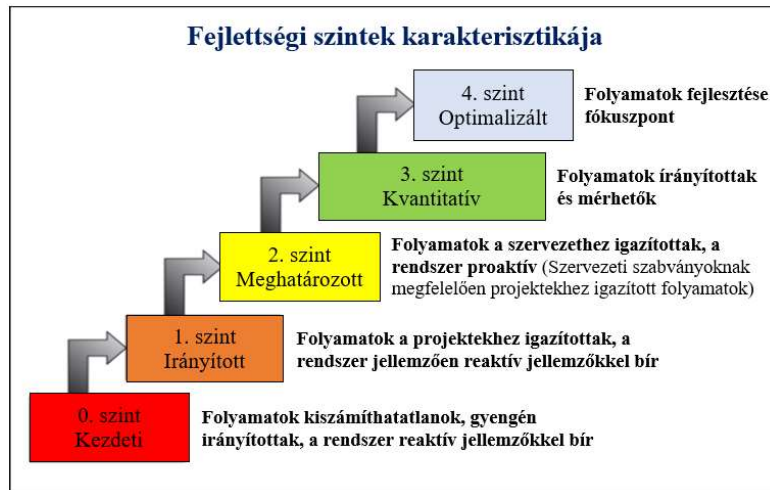 Fejlettségi szintek karakterisztikája
4. szint
Optimalizált
Folyamatok fejlesztése
fókuszpont
3. szint
Kvantitatív
Folyamatok írányítottak
és mérhetők
2. szint
Meghatározott
Folyamatok a szervezethez igazítottak, a
rendszer proaktív (Szervezeti szabványoknak
megfelelően projektekhez igazított folyamatok)
1. szint
Irányított
Folyamatok a projektekhez igazítottak, a
rendszer jellemzően reaktív jellemzőkkel bír
0. szint
Kezdeti
Folyamatok kiszámíthatatlanok, gyengén
irányítottak, a rendszer reaktív jellemzőkkel bír